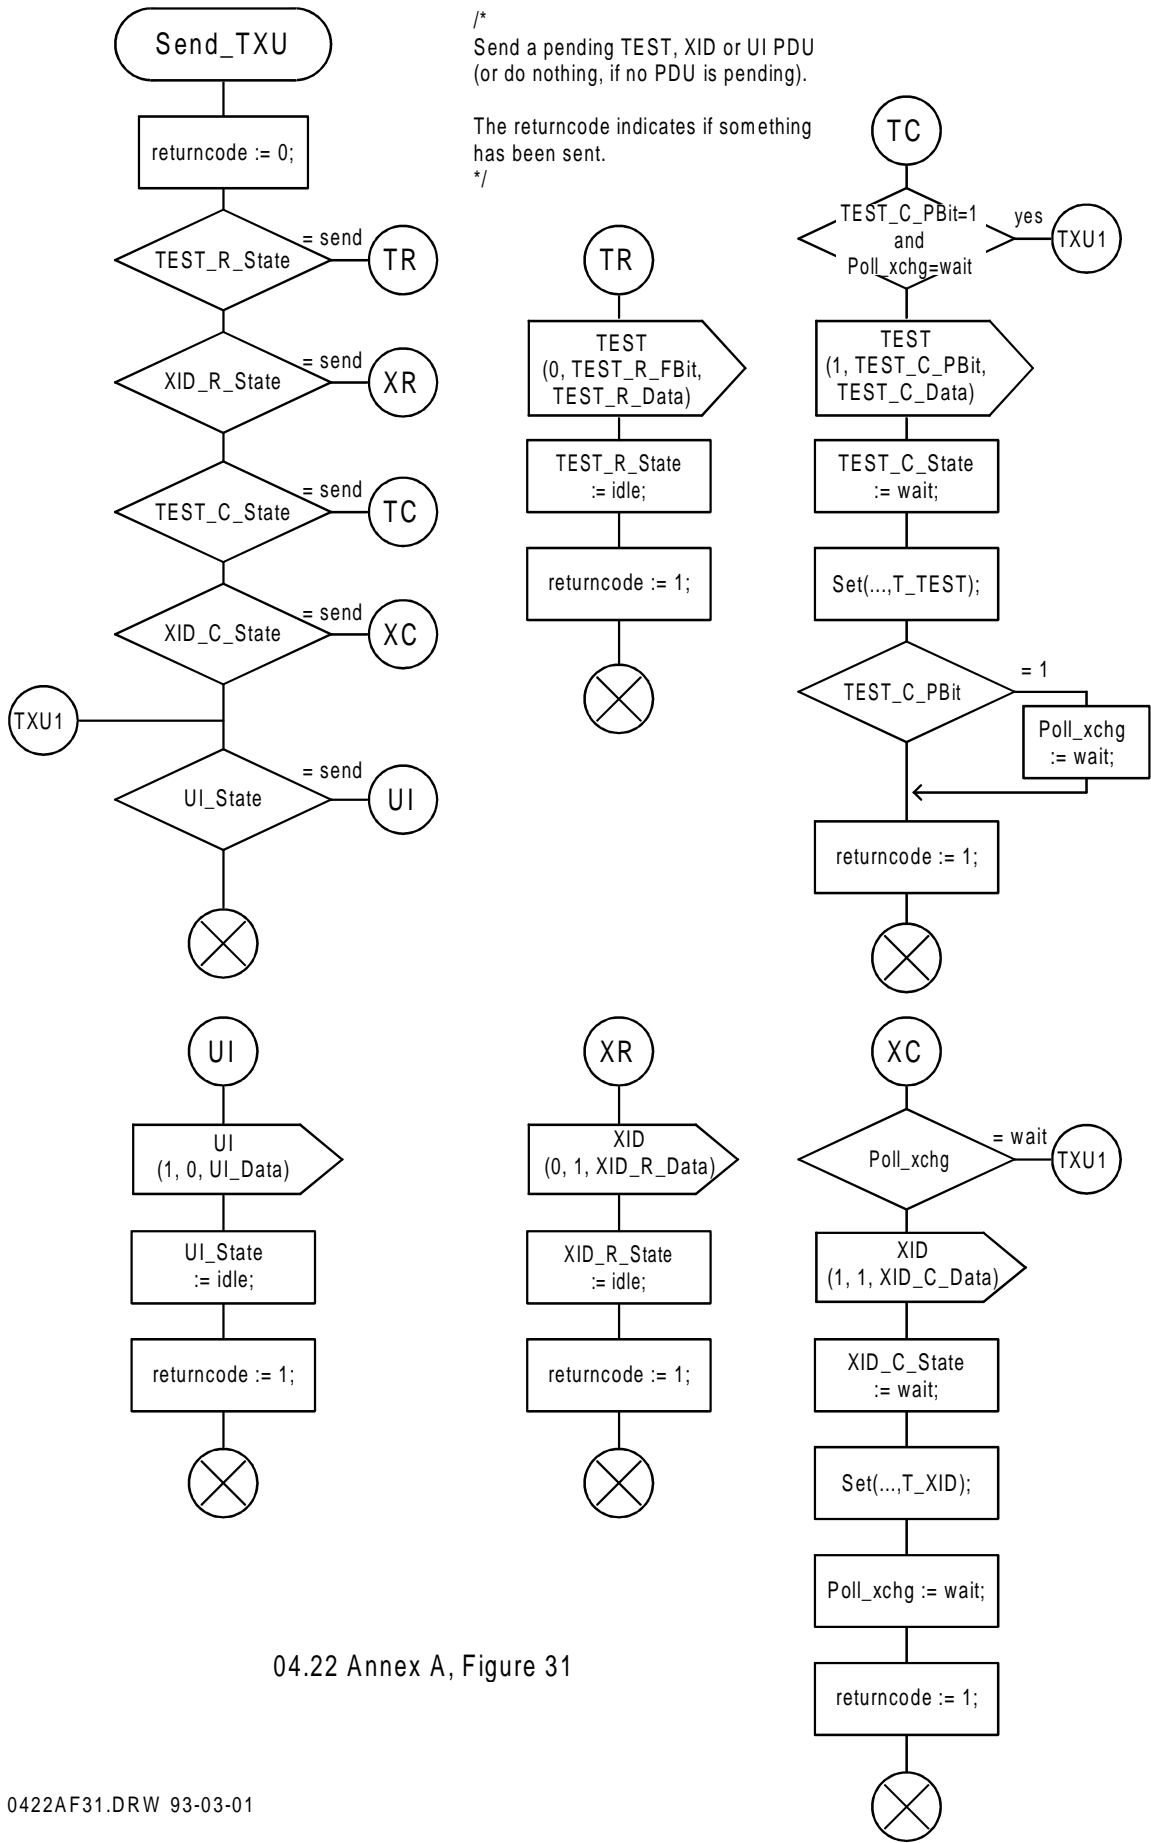 Send_TXU
returncode := 0;
TEST_R_State
= send
TR
XID_R_State
= send
XR
TEST_C_State
= send
TC
XID_C_State
= send
XC
TXU1
UI_State
= send
UI
/*
Send a pending TEST, XID or UI PDU
(or do nothing, if no PDU is pending).
The returncode indicates if something
has been sent.
*/
TR
TEST
(0, TEST_R_FBit,
TEST_R_Data)
TEST_R_State
:= idle;
returncode := 1;
TC
TEST_C_PBit=1
and
Poll_xchg=wait
yes
TXU1
TEST
(1, TEST_C_PBit,
TEST_C_Data)
TEST_C_State
:= wait;
Set(...,T_TEST);
TEST_C_PBit
= 1
Poll_xchg
:= wait;
returncode := 1;
UI
UI
(1, 0, UI_Data)
UI_State
:= idle;
returncode := 1;
XR
XID
(0, 1, XID_R_Data)
XID_R_State
:= idle;
returncode := 1;
XC
Poll_xchg
= wait
TXU1
XID
(1, 1, XID_C_Data)
XID_C_State
:= wait;
Set(...,T_XID);
Poll_xchg := wait;
returncode := 1;
04.22 Annex A, Figure 31
0422AF31.DRW 93-03-01